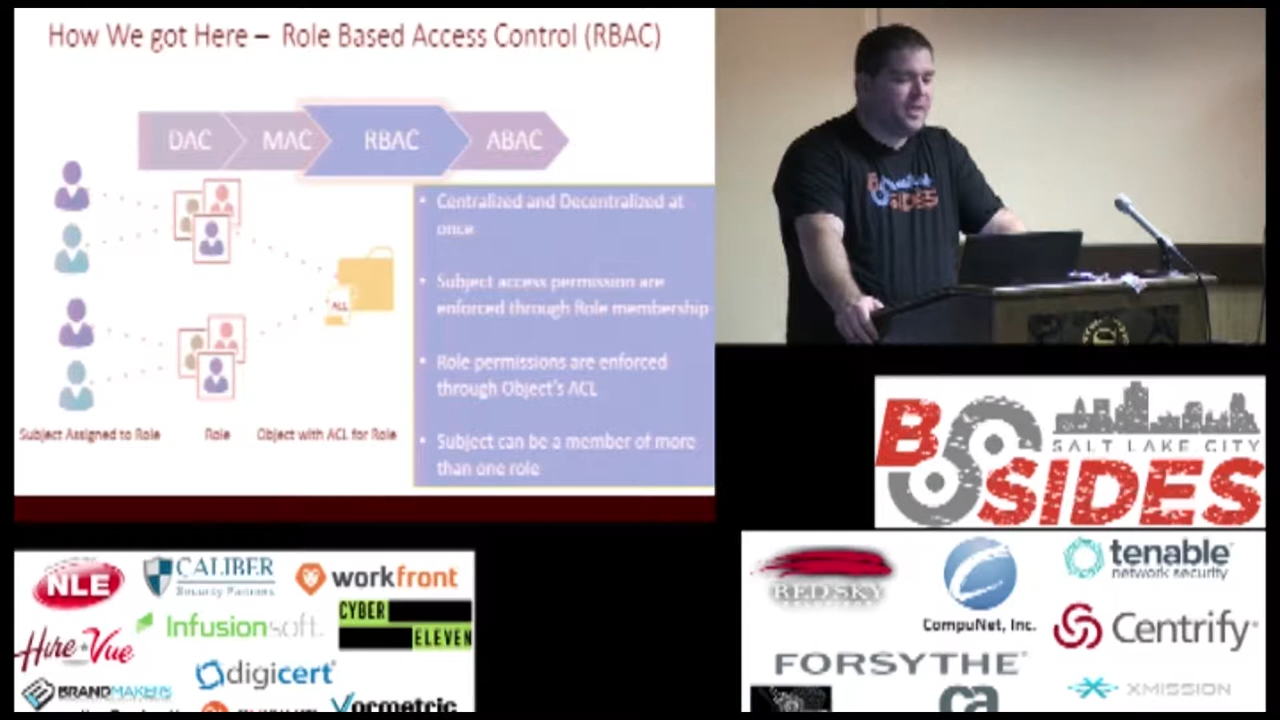 How We got Here – Role Based Access Control (RBAC)
DAC
MAC
RBAC
ABAC
• Centralized and Decentralized at
once
• Subject access permission are
enforced through Role membership
• Role permissions are enforced
through Object's ACL
• Subject can be a member of more
than one role
ACL
Subject Assigned to Role
Role
Object with ACL for Role
SIDES
BSIDES
SALT LAKE CITY
NLE
CALIBER
Security Partners
workfront
Infusionsoft.
CYBER
ELEVEN
Hire Vue
digicert
BRANDMAKERS
Vormetric
REDSKY
CompuNet, Inc.
tenable
network security
Centrify
FORSYTHE
ca
XMISSION